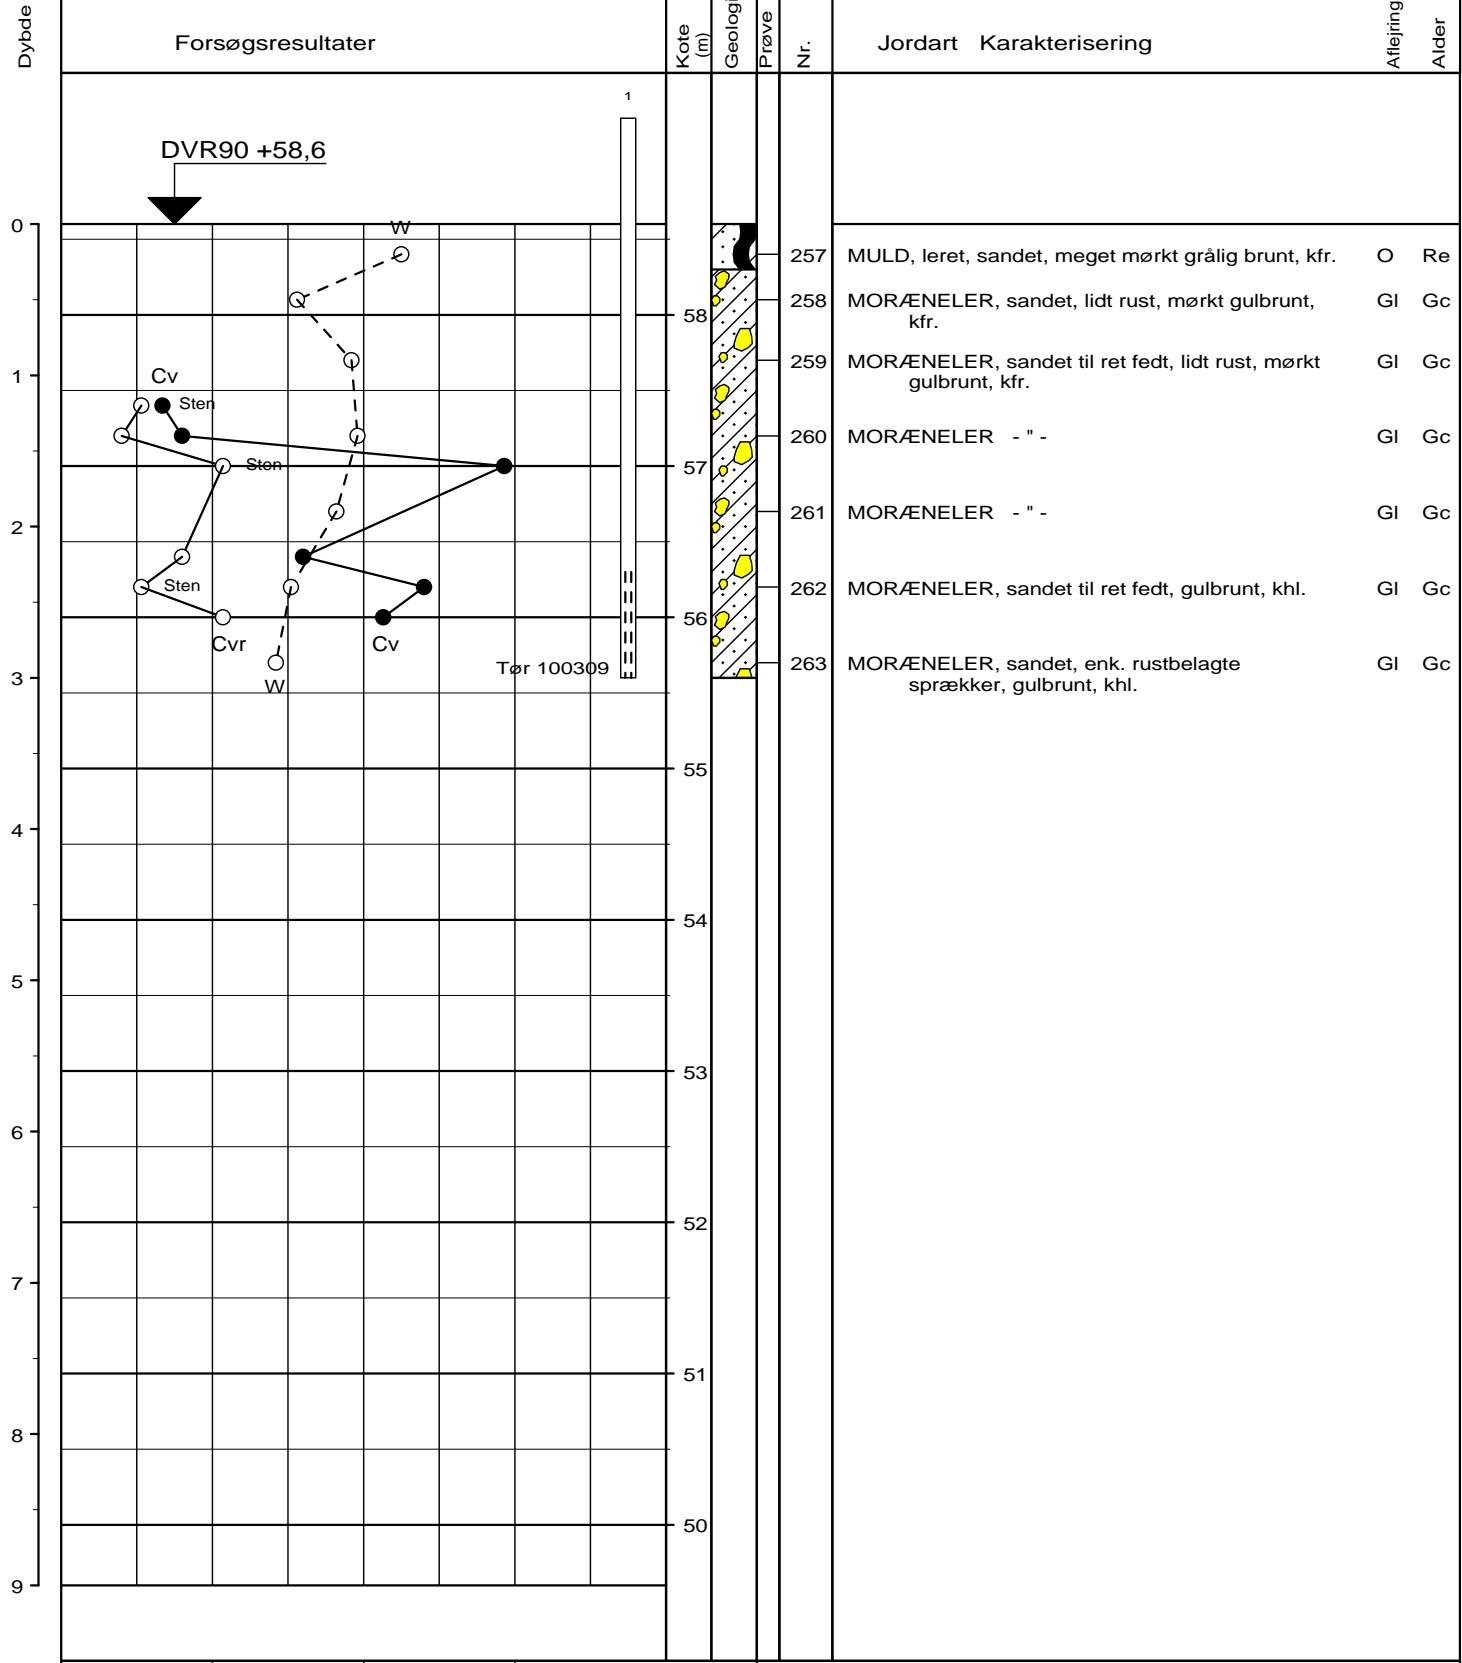 Dybde
Forsøgsresultater
Kote
(m)
Geologi
Prøve
Nr.
Jordart Karakterisering
Aflejring
Alder
1
DVR90 +58,6
0
W
257 MULD, leret, sandet, meget mørkt grålig brunt, kfr. O Re
258 MORÆNELER, sandet, lidt rust, mørkt gulbrunt, Gl Gc
kfr.
58
259 MORÆNELER, sandet til ret fedt, lidt rust, mørkt Gl Gc
gulbrunt, kfr.
1
Cv
Sten
260 MORÆNELER - " - Gl Gc
Sten
57
261 MORÆNELER - " - Gl Gc
2
Sten
262 MORÆNELER, sandet til ret fedt, gulbrunt, khl. Gl Gc
56
Cvr
Cv
Tør 100309
263 MORÆNELER, sandet, enk. rustbelagte Gl Gc
sprækker, gulbrunt, khl.
W
3
55
4
54
5
53
6
52
7
51
8
50
9